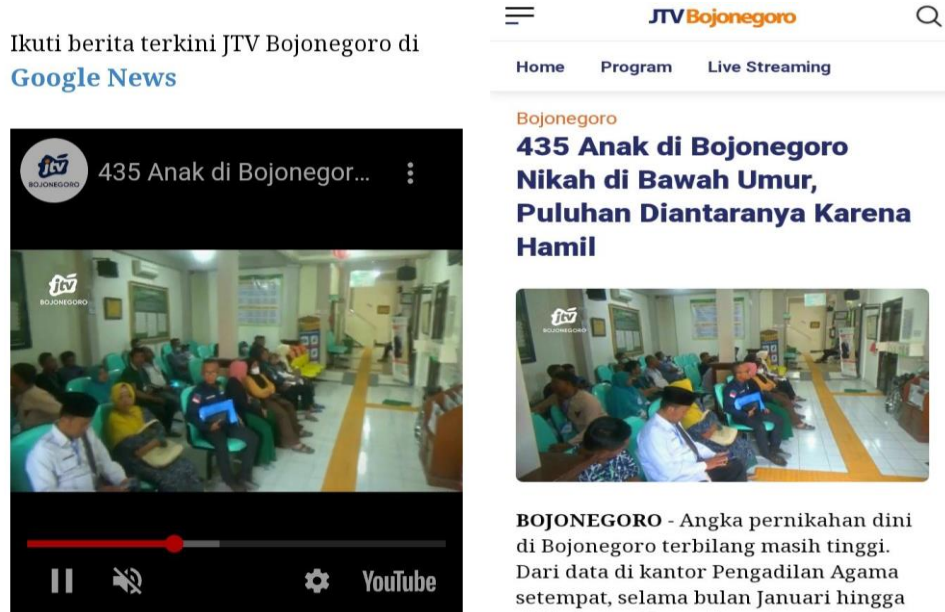 Ikuti berita terkini JTV Bojonegoro di
Google News
jtv
BOJONEGORO
435 Anak di Bojonegor...
jtv
BOJONEGORO
YouTube
JTV Bojonegoro
Home Program Live Streaming
Bojonegoro
435 Anak di Bojonegoro
Nikah di Bawah Umur,
Puluhan Diantaranya Karena
Hamil
jtv
BOJONEGORO
BOJONEGORO - Angka pernikahan dini
di Bojonegoro terbilang masih tinggi.
Dari data di kantor Pengadilan Agama
setempat, selama bulan Januari hingga